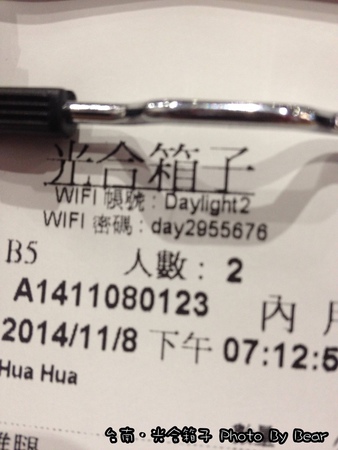 光合箱子
WIFI 帳號：Daylight2
WIFI 密碼：day2955676
B5 人數： 2
A1411080123 內
2014/11/8 下午 07:12:5
Hua Hua
台南·光合箱子 Photo By Bear